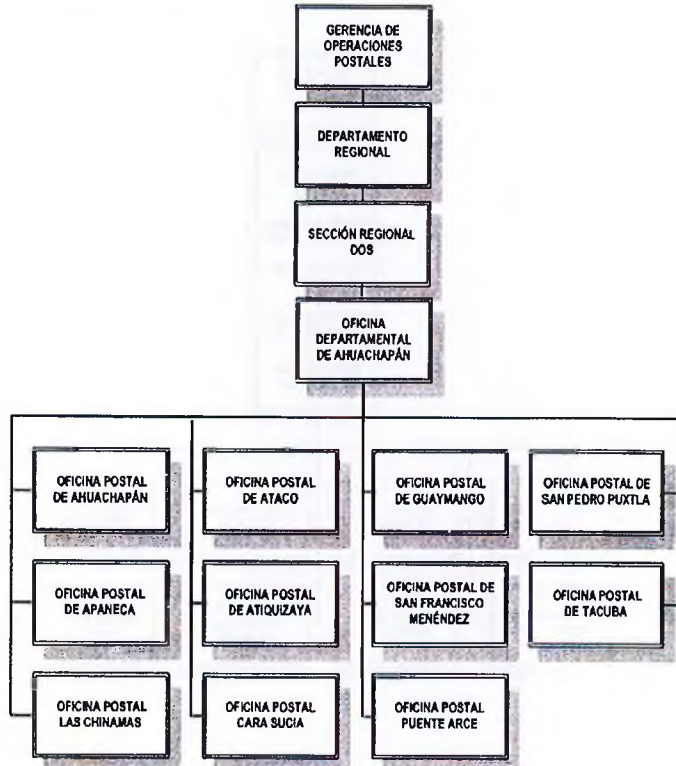 GERENCIA DE
OPERACIONES
POSTALES
DEPARTAMENTO
REGIONAL
SECCIÓN REGIONAL
DOS
OFICINA
DEPARTAMENTAL
DE AHUACHAPÁN
OFICINA POSTAL
DE AHUACHAPÁN
OFICINA POSTAL
DE ATACO
OFICINA POSTAL
DE GUAYMANGO
OFICINA POSTAL DE
SAN PEDRO PUXTLA
OFICINA POSTAL
DE APANECA
OFICINA POSTAL
DE ATIQUIZAYA
OFICINA POSTAL DE
SAN FRANCISCO
MENÉNDEZ
OFICINA POSTAL
DE TACUBA
OFICINA POSTAL
LAS CHINAMAS
OFICINA POSTAL
CARA SUCIA
OFICINA POSTAL
PUENTE ARCE